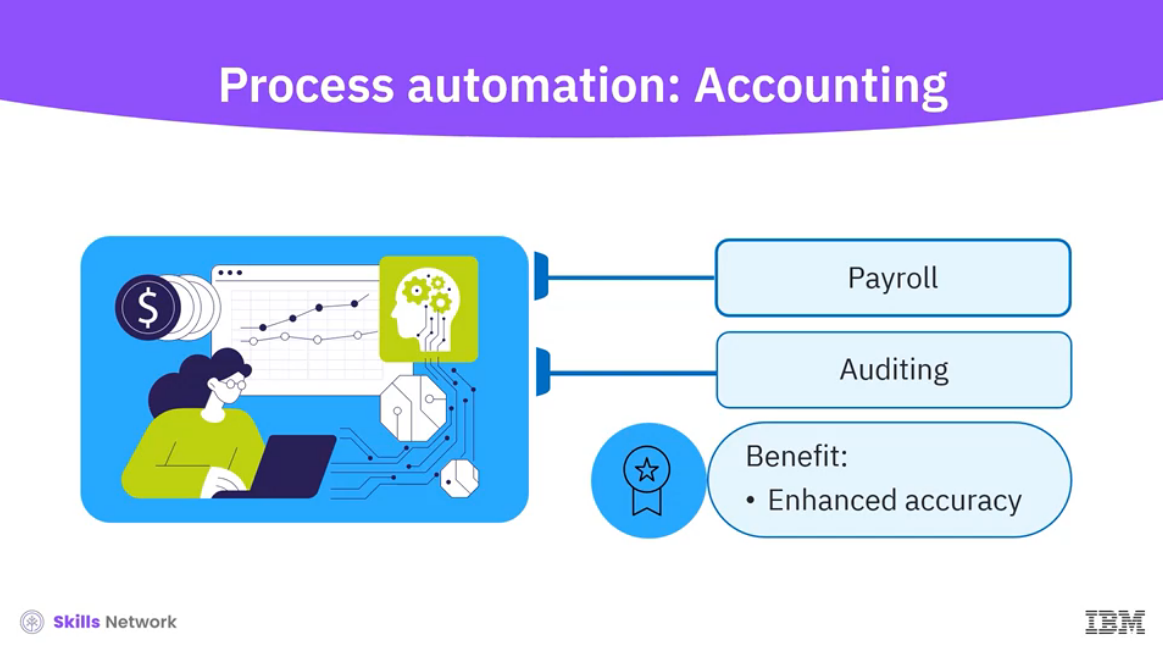 Process automation: Accounting
$
Payroll
Auditing
Benefit:
• Enhanced accuracy
Skills Network
IBM